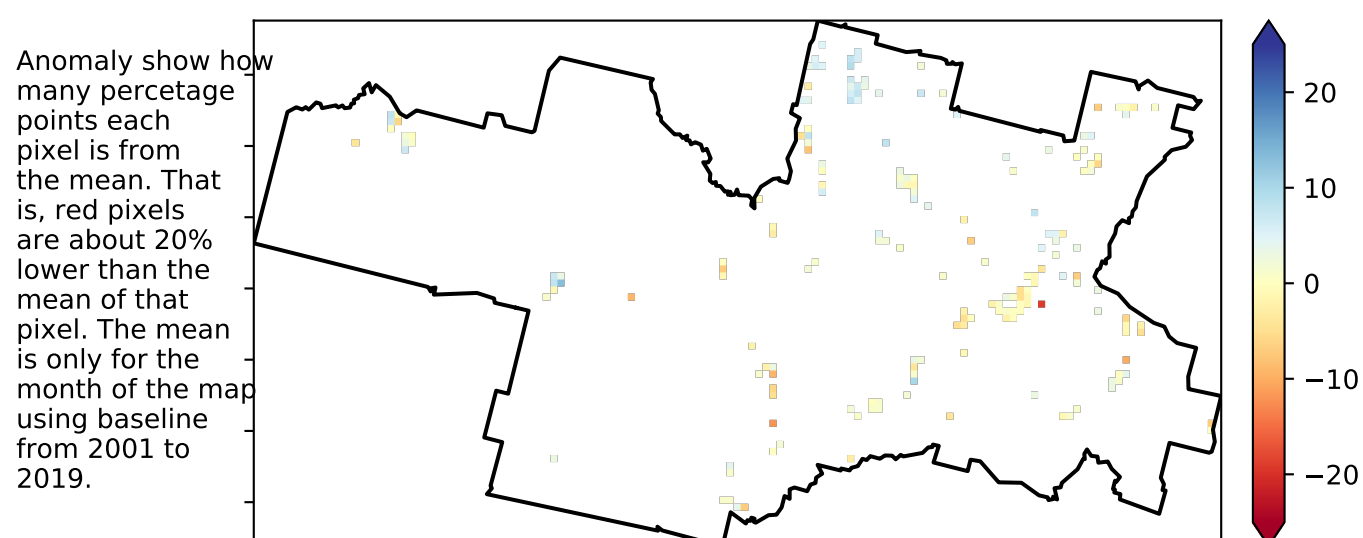 Anomaly show how
many percetage
points each
pixel is from
the mean. That
is, red pixels
are about 20%
lower than the
mean of that
pixel. The mean
is only for the
month of the map
using baseline
from 2001 to
2019.
20
10
0
−10
−20